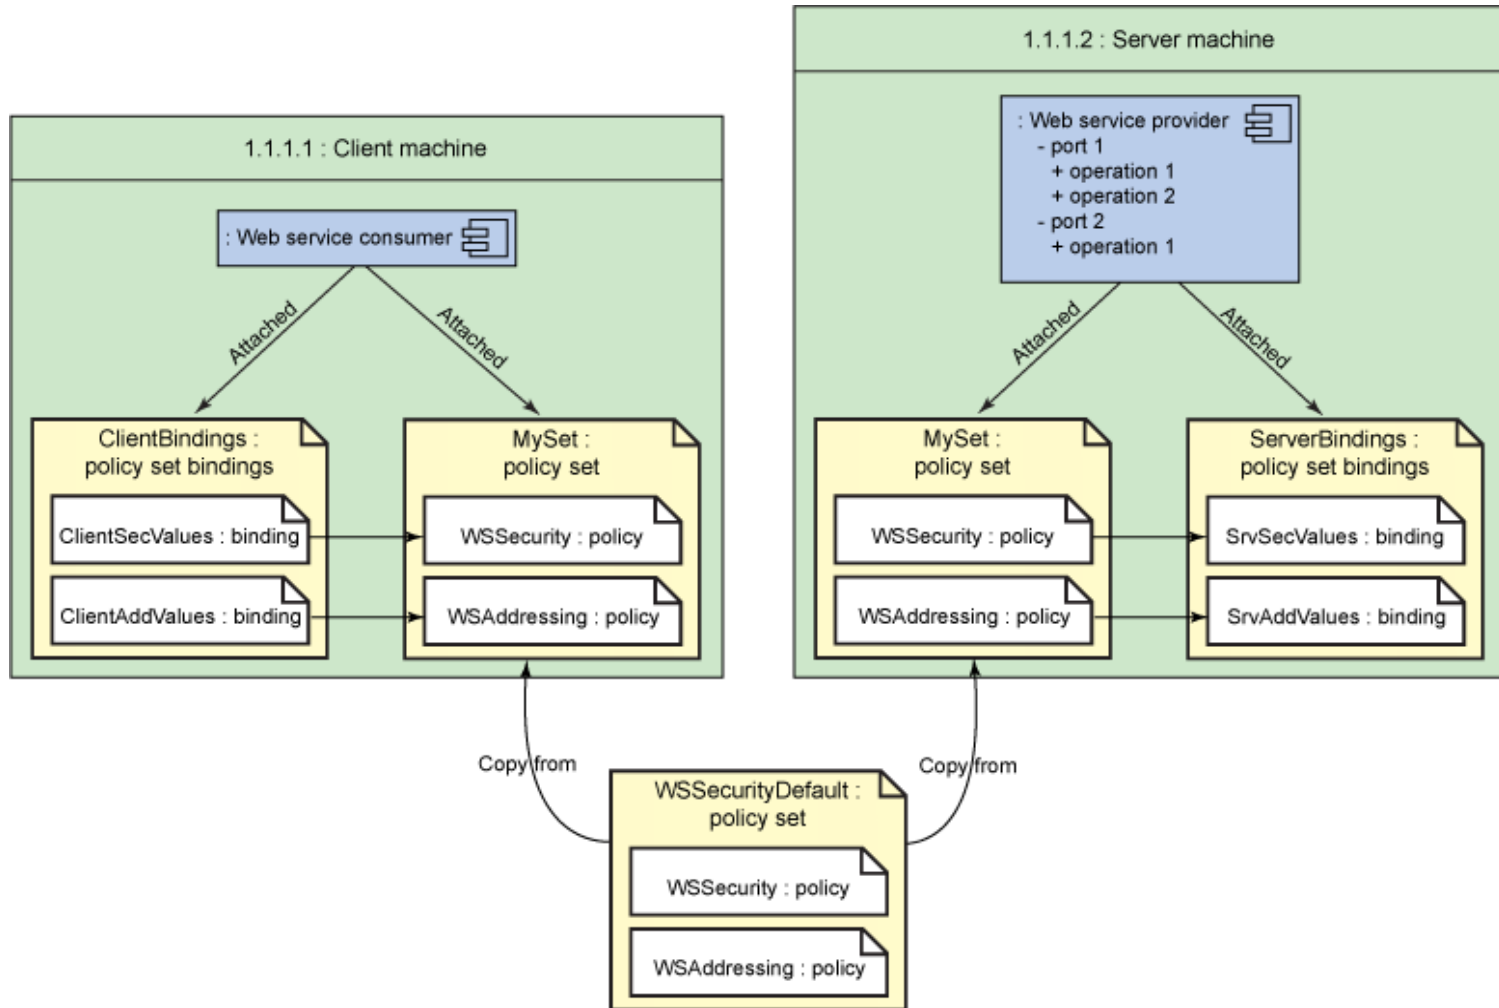 1.1.1.1 : Client machine
: Web service consumer
Attached
Attached
ClientBindings :
policy set bindings
ClientSecValues : binding
ClientAddValues : binding
MySet :
policy set
WSSecurity : policy
WSAddressing : policy
1.1.1.2 : Server machine
: Web service provider
- port 1
+ operation 1
+ operation 2
- port 2
+ operation 1
Attached
Attached
MySet :
policy set
WSSecurity : policy
WSAddressing : policy
ServerBindings :
policy set bindings
SrvSecValues : binding
SrvAddValues : binding
Copy from
Copy from
WSSecurityDefault :
policy set
WSSecurity : policy
WSAddressing : policy